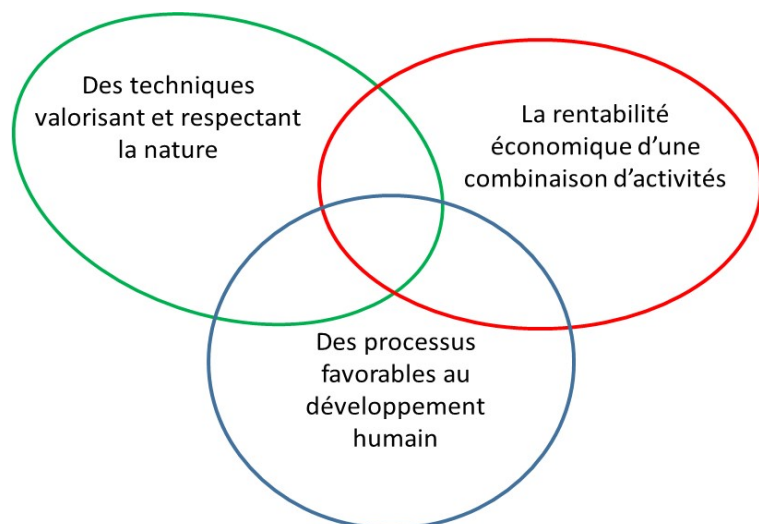 Des techniques
valorisant et respectant
la nature
La rentabilité
économique d’une
combinaison d’activités
Des processus
favorables au
développement
humain